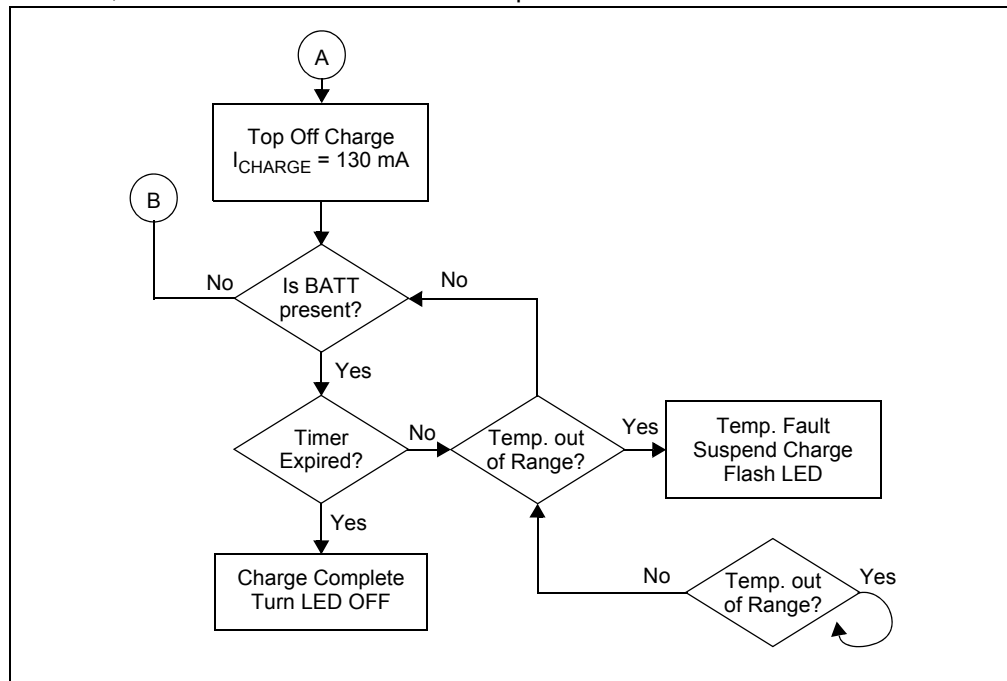 A
Top Off Charge
I_CHARGE = 130 mA
B
No
Is BATT
present?
No
Yes
Timer
Expired?
No
Temp. out
of Range?
Yes
Temp. Fault
Suspend Charge
Flash LED
Yes
Charge Complete
Turn LED OFF
No
Temp. out
of Range?
Yes